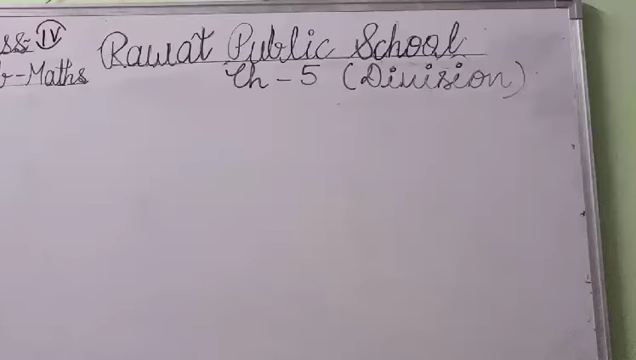 ss:- IV Rawat Public School
b-Maths Ch-5 (Division)